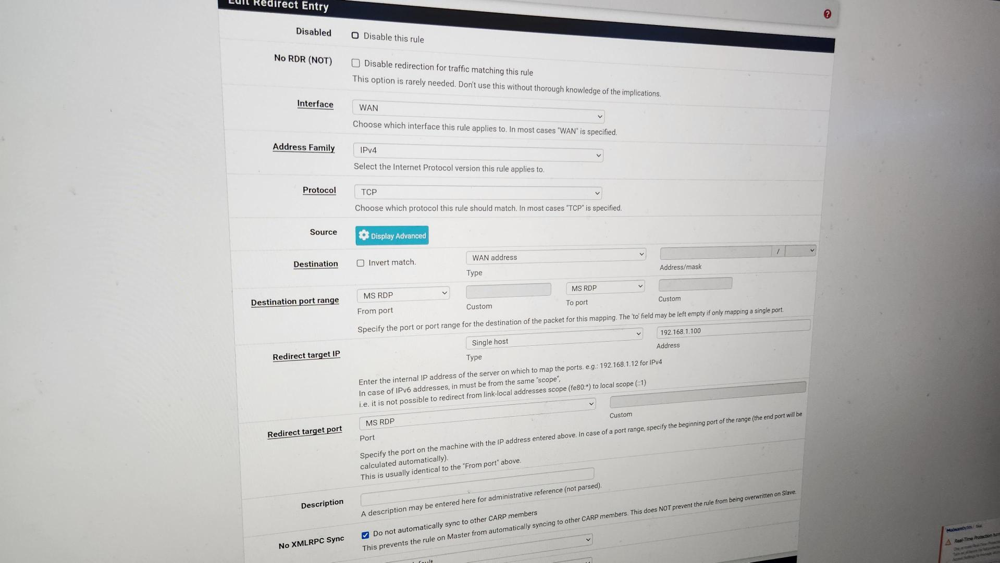 Edit Redirect Entry
Disabled
Disable this rule
No RDR (NOT)
Disable redirection for traffic matching this rule
This option is rarely needed. Don't use this without thorough knowledge of the implications.
Interface
WAN
Choose which interface this rule applies to. In most cases "WAN" is specified.
Address Family
IPv4
Select the Internet Protocol version this rule applies to.
Protocol
TCP
Choose which protocol this rule should match. In most cases "TCP" is specified.
Source
Display Advanced
Destination
Invert match.
WAN address
/
Type
Address/mask
Destination port range
MS RDP
MS RDP
From port
Custom
To port
Custom
Specify the port or port range for the destination of the packet for this mapping. The 'to' field may be left empty if only mapping a single port.
Redirect target IP
Single host
192.168.1.100
Type
Address
Enter the internal IP address of the server on which to map the ports. e.g.: 192.168.1.12 for IPv4
In case of IPv6 addresses, in must be from the same "scope",
i.e. it is not possible to redirect from link-local addresses scope (fe80:*) to local scope (::1)
Redirect target port
MS RDP
Port
Custom
Specify the port on the machine with the IP address entered above. In case of a port range, specify the beginning port of the range (the end port will be
calculated automatically).
This is usually identical to the "From port" above.
Description
A description may be entered here for administrative reference (not parsed).
No XMLRPC Sync
Do not automatically sync to other CARP members
This prevents the rule on Master from automatically syncing to other CARP members. This does NOT prevent the rule from being overwritten on Slave.
Malwarebytes
Real-Time Protection